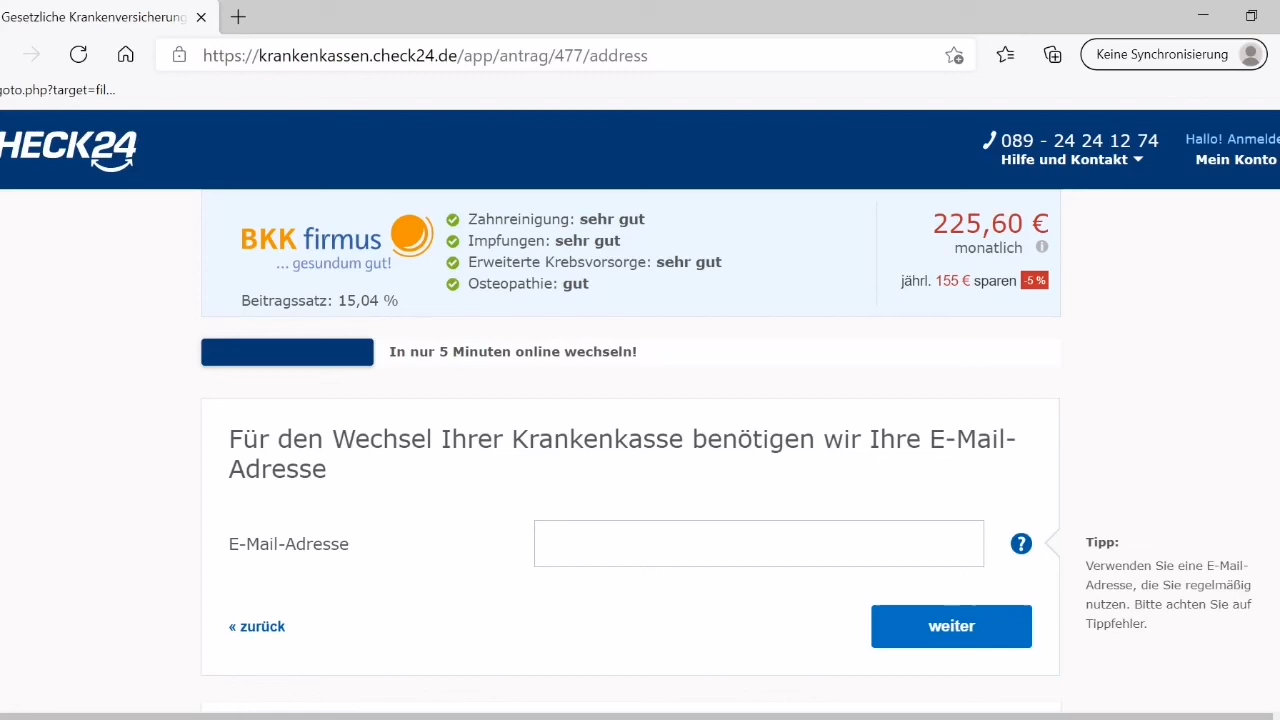 Gesetzliche Krankenversicherung
https://krankenkassen.check24.de/app/antrag/477/address
Keine Synchronisierung
goto.php?target=fil...
HECK24
089 - 24 24 12 74
Hilfe und Kontakt
Hallo! Anmelde
Mein Konto
BKK firmus
... gesundum gut!
Beitragssatz: 15,04 %
Zahnreinigung: sehr gut
Impfungen: sehr gut
Erweiterte Krebsvorsorge: sehr gut
Osteopathie: gut
225,60 €
monatlich
jährl. 155 € sparen -5 %
In nur 5 Minuten online wechseln!
Für den Wechsel Ihrer Krankenkasse benötigen wir Ihre E-Mail-
Adresse
E-Mail-Adresse
?
Tipp:
Verwenden Sie eine E-Mail-
Adresse, die Sie regelmäßig
nutzen. Bitte achten Sie auf
Tippfehler.
« zurück
weiter